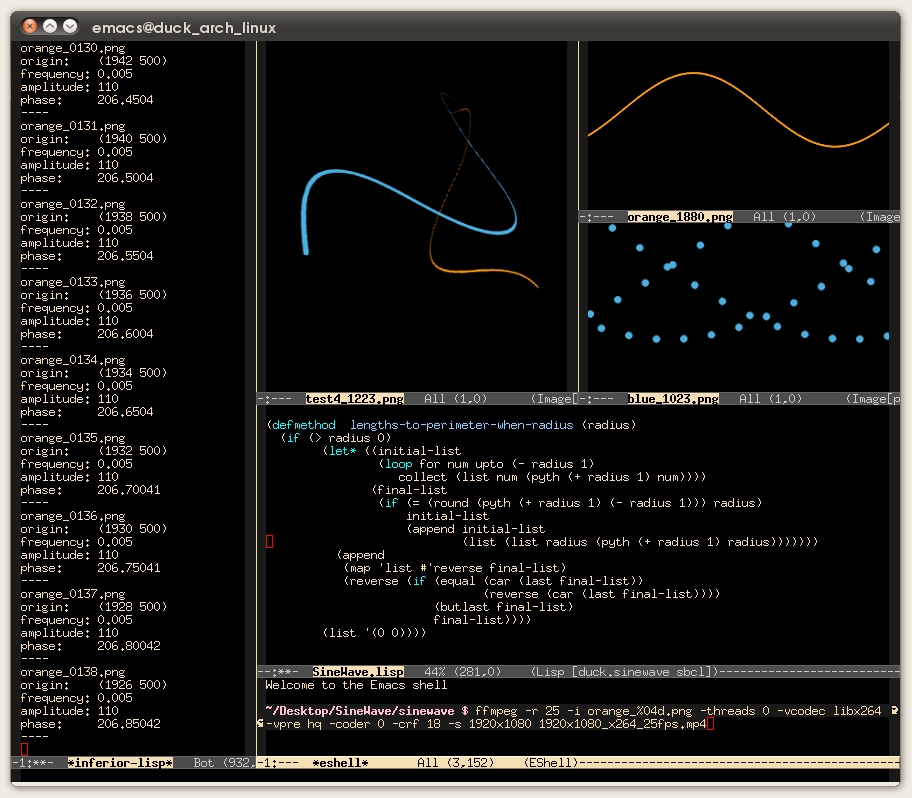 emacs@duck_arch_linux
orange_0130.png
origin:    (1942 500)
frequency: 0.005
amplitude: 110
phase:     206.4504
----
orange_0131.png
origin:    (1940 500)
frequency: 0.005
amplitude: 110
phase:     206.5004
----
orange_0132.png
origin:    (1938 500)
frequency: 0.005
amplitude: 110
phase:     206.5504
----
orange_0133.png
origin:    (1936 500)
frequency: 0.005
amplitude: 110
phase:     206.6004
----
orange_0134.png
origin:    (1934 500)
frequency: 0.005
amplitude: 110
phase:     206.6504
----
orange_0135.png
origin:    (1932 500)
frequency: 0.005
amplitude: 110
phase:     206.70041
----
orange_0136.png
origin:    (1930 500)
frequency: 0.005
amplitude: 110
phase:     206.75041
----
orange_0137.png
origin:    (1928 500)
frequency: 0.005
amplitude: 110
phase:     206.80042
----
orange_0138.png
origin:    (1926 500)
frequency: 0.005
amplitude: 110
phase:     206.85042
----
-1:**-  *inferior-lisp*   Bot (932,
-:---  test4_1223.png   All (1,0)      (Image[
-:---  orange_1880.png   All (1,0)      (Image
-:---  blue_1023.png   All (1,0)      (Image[p
(defmethod  lengths-to-perimeter-when-radius (radius)
  (if (> radius 0)
        (let* ((initial-list
                (loop for num upto (- radius 1)
                   collect (list num (pyth (+ radius 1) num))))
               (final-list
                (if (= (round (pyth (+ radius 1) (- radius 1))) radius)
                    initial-list
                    (append initial-list
                            (list (list radius (pyth (+ radius 1) radius)))))))
          (append
           (map 'list #'reverse final-list)
           (reverse (if (equal (car (last final-list))
                               (reverse (car (last final-list))))
                        (butlast final-list)
                        final-list))))
        (list '(0 0))))
--:**-  SineWave.lisp   44% (281,0)    (Lisp [duck.sinewave sbcl])--------------------------
Welcome to the Emacs shell
~/Desktop/SineWave/sinewave $ ffmpeg -r 25 -i orange_%04d.png -threads 0 -vcodec libx264
-vpre hq -coder 0 -crf 18 -s 1920x1080 1920x1080_x264_25fps.mp4
-1:---  *eshell*       All (3,152)    (EShell)----------------------------------------------